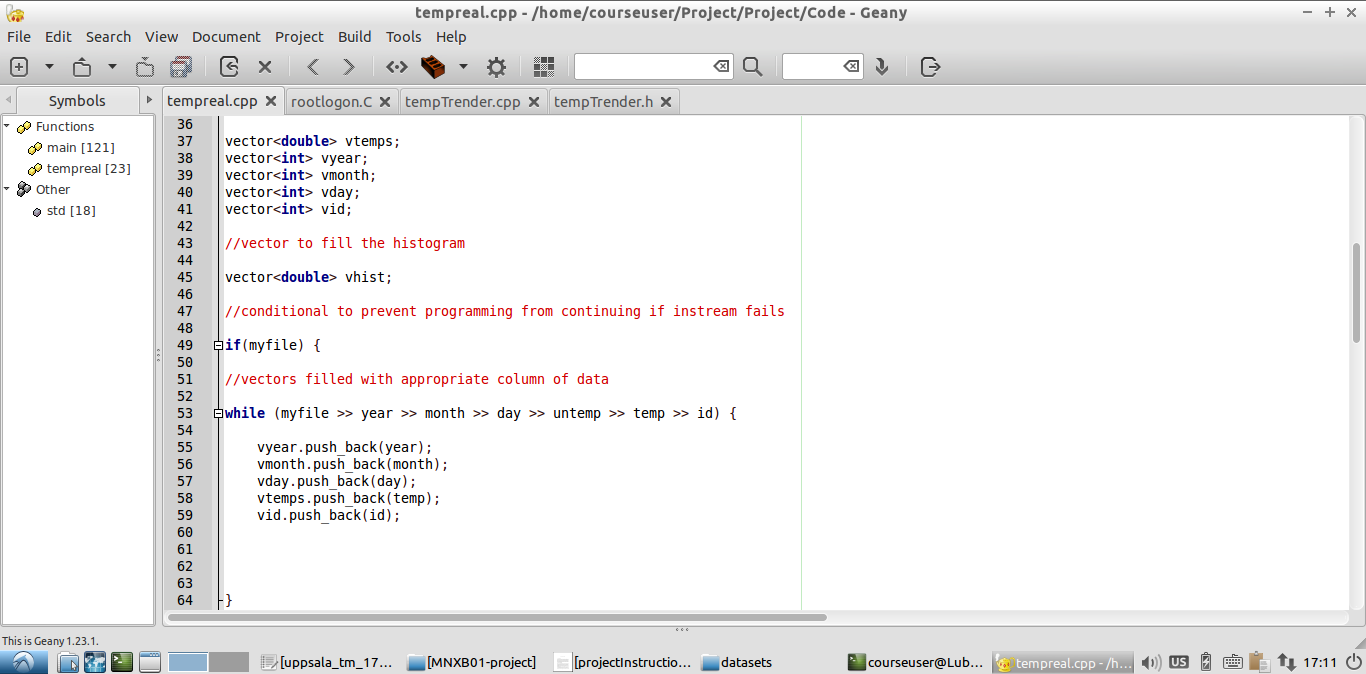 tempreal.cpp - /home/courseuser/Project/Project/Code - Geany
File Edit Search View Document Project Build Tools Help
Symbols
tempreal.cpp rootlogon.C tempTrender.cpp tempTrender.h
Functions
main [121]
tempreal [23]
Other
std [18]
36
37 vector<double> vtemps;
38 vector<int> vyear;
39 vector<int> vmonth;
40 vector<int> vday;
41 vector<int> vid;
42
43 //vector to fill the histogram
44
45 vector<double> vhist;
46
47 //conditional to prevent programming from continuing if instream fails
48
49 if(myfile) {
50
51 //vectors filled with appropriate column of data
52
53 while (myfile >> year >> month >> day >> untemp >> temp >> id) {
54
55 vyear.push_back(year);
56 vmonth.push_back(month);
57 vday.push_back(day);
58 vtemps.push_back(temp);
59 vid.push_back(id);
60
61
62
63
64 }
This is Geany 1.23.1.
[uppsala_tm_17... [MNXB01-project] [projectInstructio... datasets courseuser@Lub... tempreal.cpp - /h... US 17:11